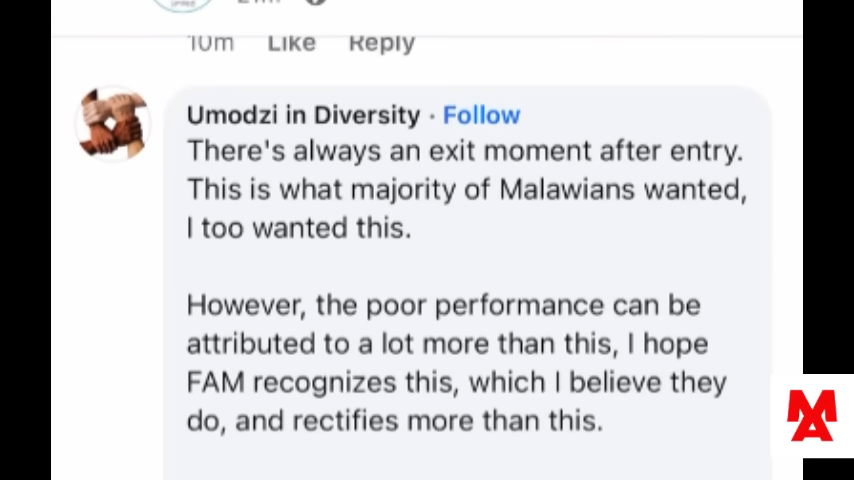 10m Like Reply
Umodzi in Diversity · Follow
There's always an exit moment after entry.
This is what majority of Malawians wanted,
I too wanted this.
However, the poor performance can be
attributed to a lot more than this, I hope
FAM recognizes this, which I believe they
do, and rectifies more than this.
MA